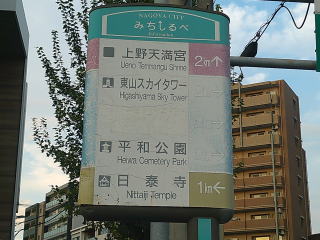 NAGOYA CITY
みちしるべ
上野天満宮
Ueno Tenmangu Shrine
2㎞↑
東山スカイタワー
Higashiyama Sky Tower
平和公園
Heiwa Cemetery Park
日泰寺
Nittaiji Temple
1㎞←